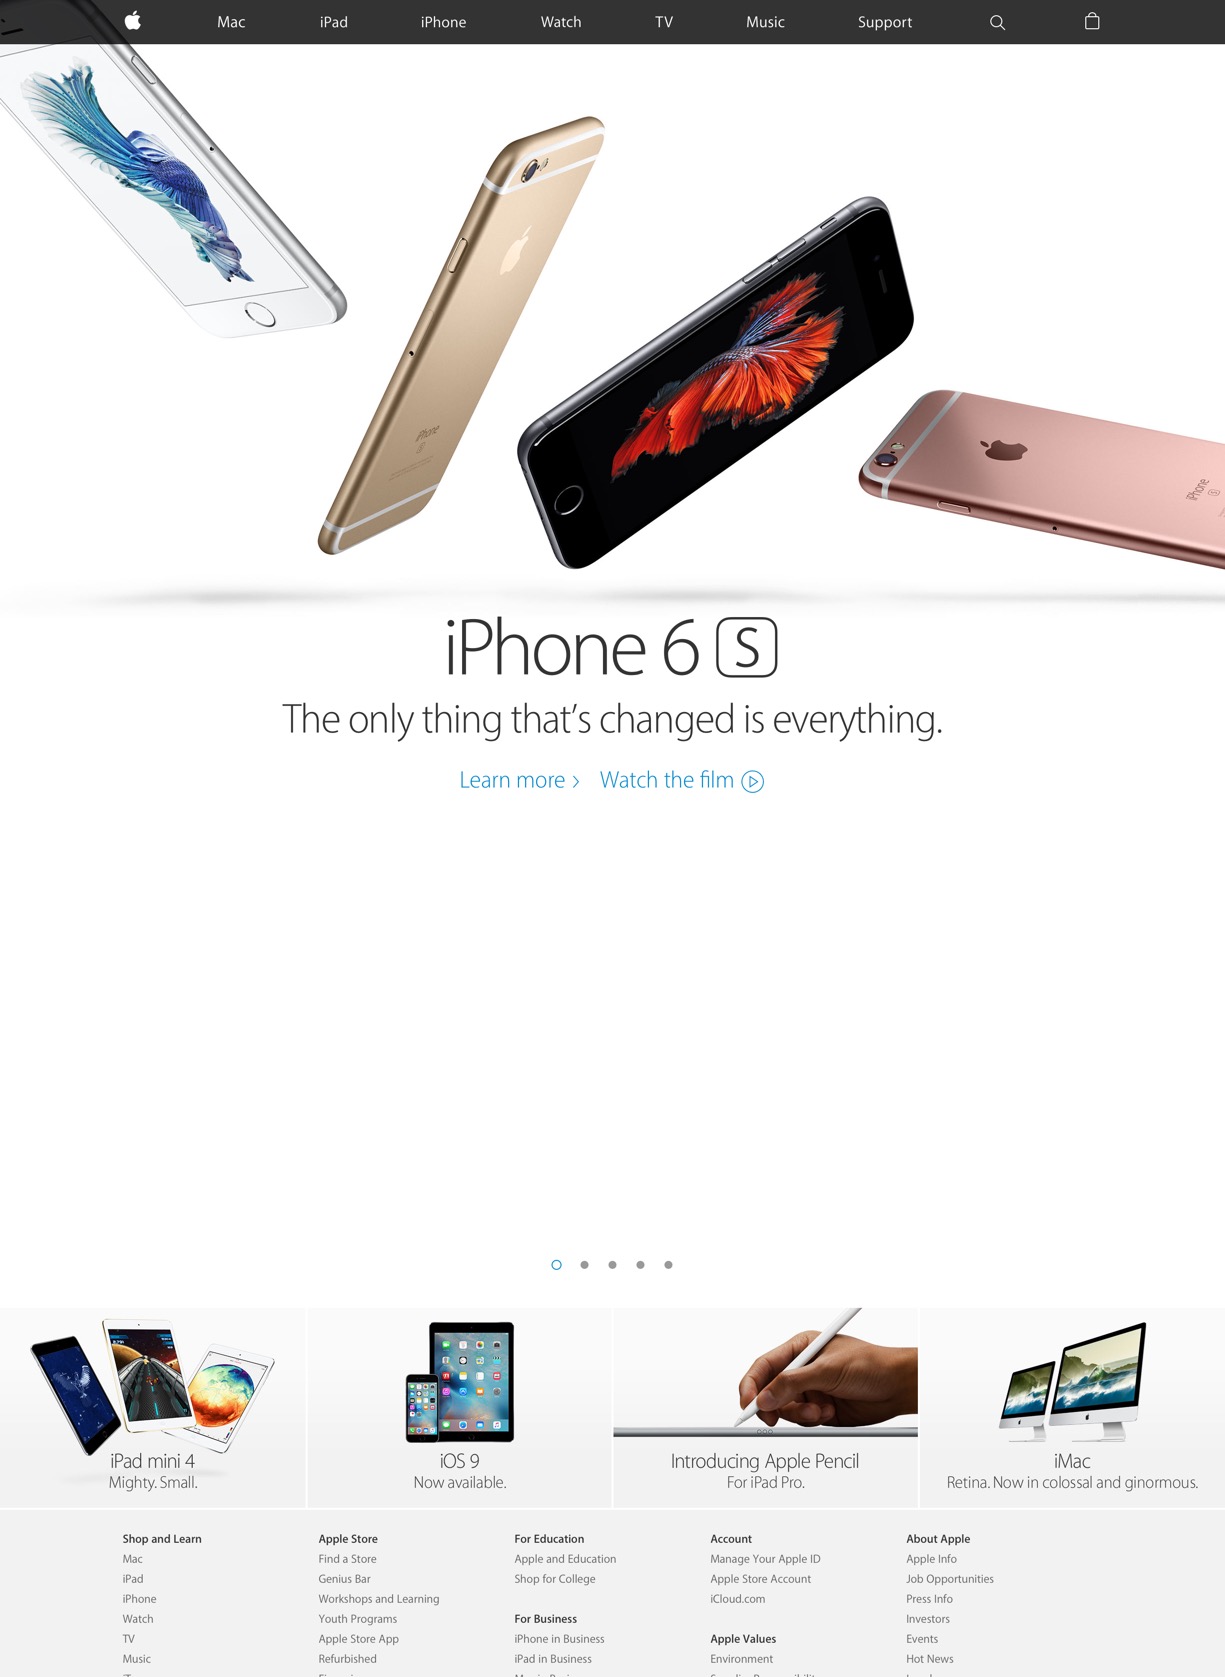 Mac iPad iPhone Watch TV Music Support
iPhone
S
iPhone
S
iPhone 6 S
The only thing that's changed is everything.
Learn more › Watch the film
iPad mini 4
Mighty. Small.
iOS 9
Now available.
Introducing Apple Pencil
For iPad Pro.
iMac
Retina. Now in colossal and ginormous.
Shop and Learn
Mac
iPad
iPhone
Watch
TV
Music
Apple Store
Find a Store
Genius Bar
Workshops and Learning
Youth Programs
Apple Store App
Refurbished
For Education
Apple and Education
Shop for College
For Business
iPhone in Business
iPad in Business
Account
Manage Your Apple ID
Apple Store Account
iCloud.com
Apple Values
Environment
About Apple
Apple Info
Job Opportunities
Press Info
Investors
Events
Hot News